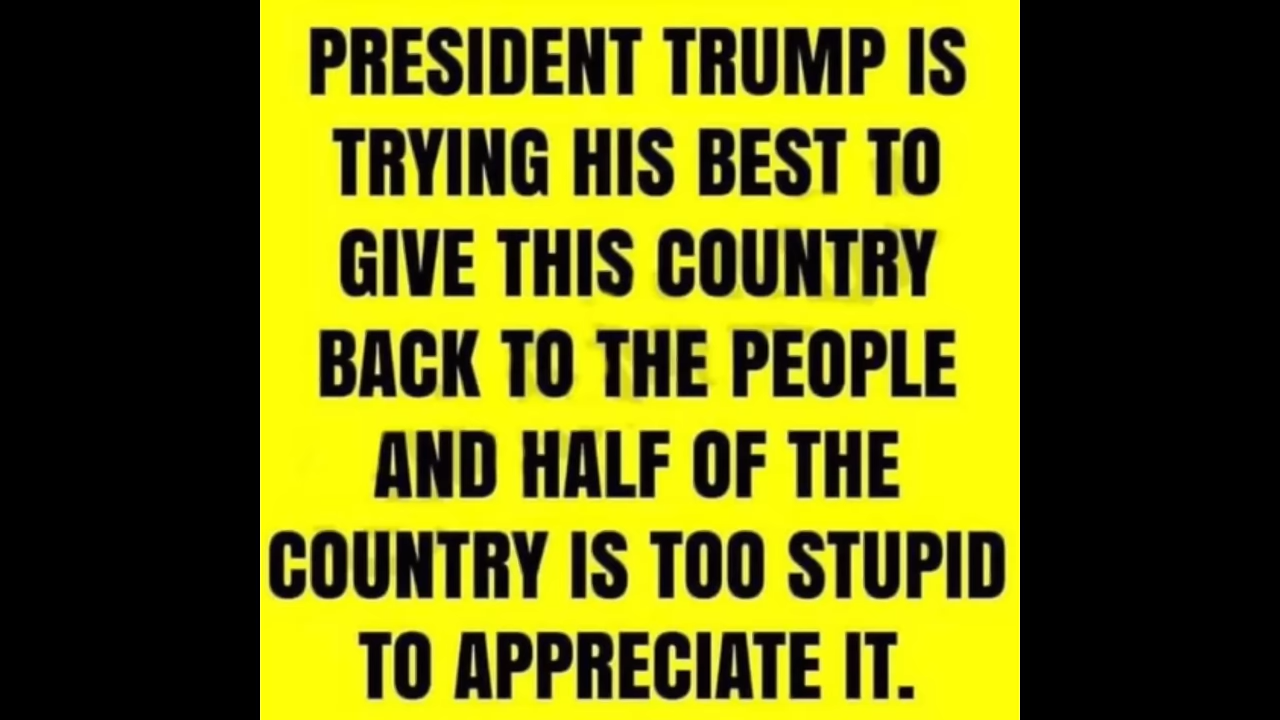 PRESIDENT TRUMP IS
TRYING HIS BEST TO
GIVE THIS COUNTRY
BACK TO THE PEOPLE
AND HALF OF THE
COUNTRY IS TOO STUPID
TO APPRECIATE IT.